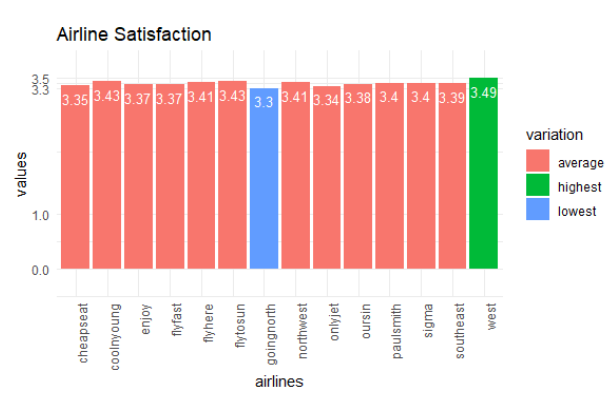 Airline Satisfaction
values
3.5
3.3
1.0
0.0
3.35 3.43 3.37 3.37 3.41 3.43 3.3 3.41 3.34 3.38 3.4 3.4 3.39 3.49
cheapseat
coolnyoung
enjoy
flyfast
flyhere
flytosun
goingnorth
northwest
onlyjet
oursin
paulsmith
sigma
southeast
west
airlines
variation
average
highest
lowest